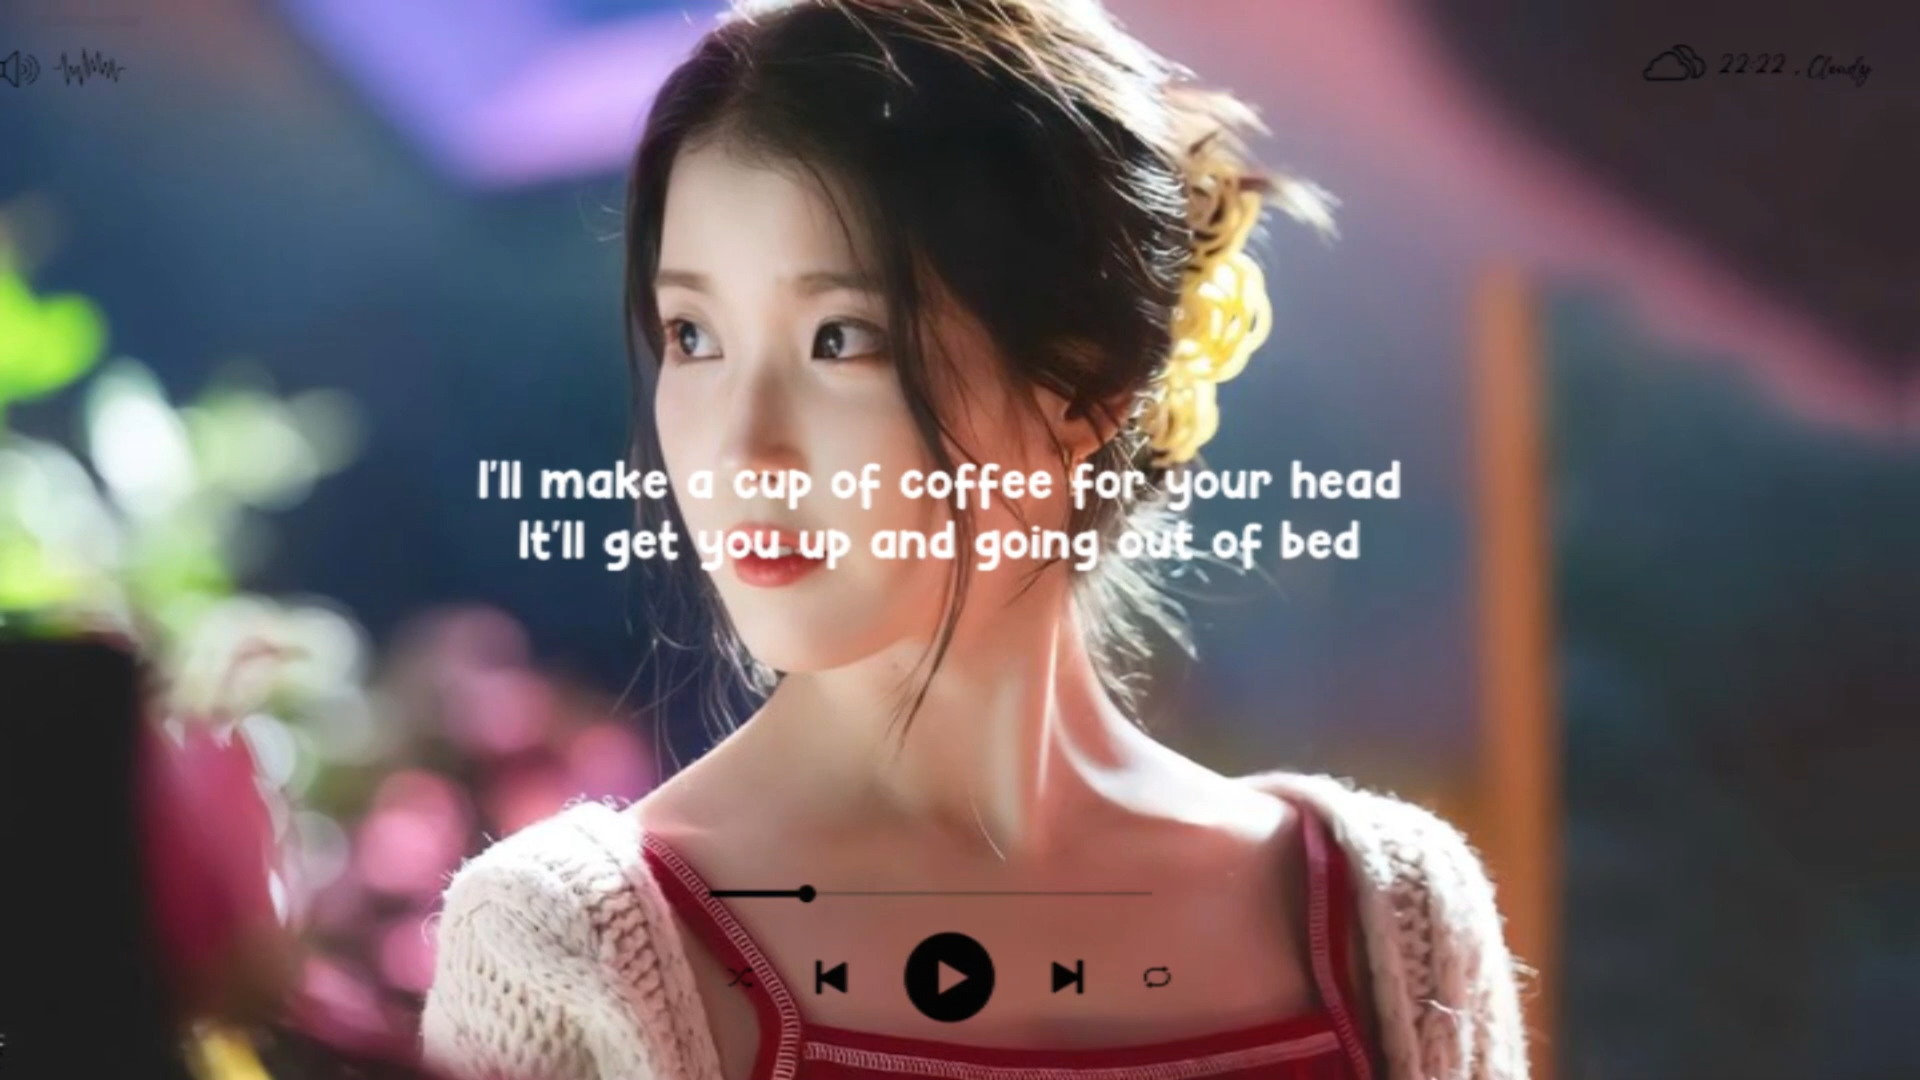 22:22 . Cloudy
I'll make a cup of coffee for your head
It'll get you up and going out of bed